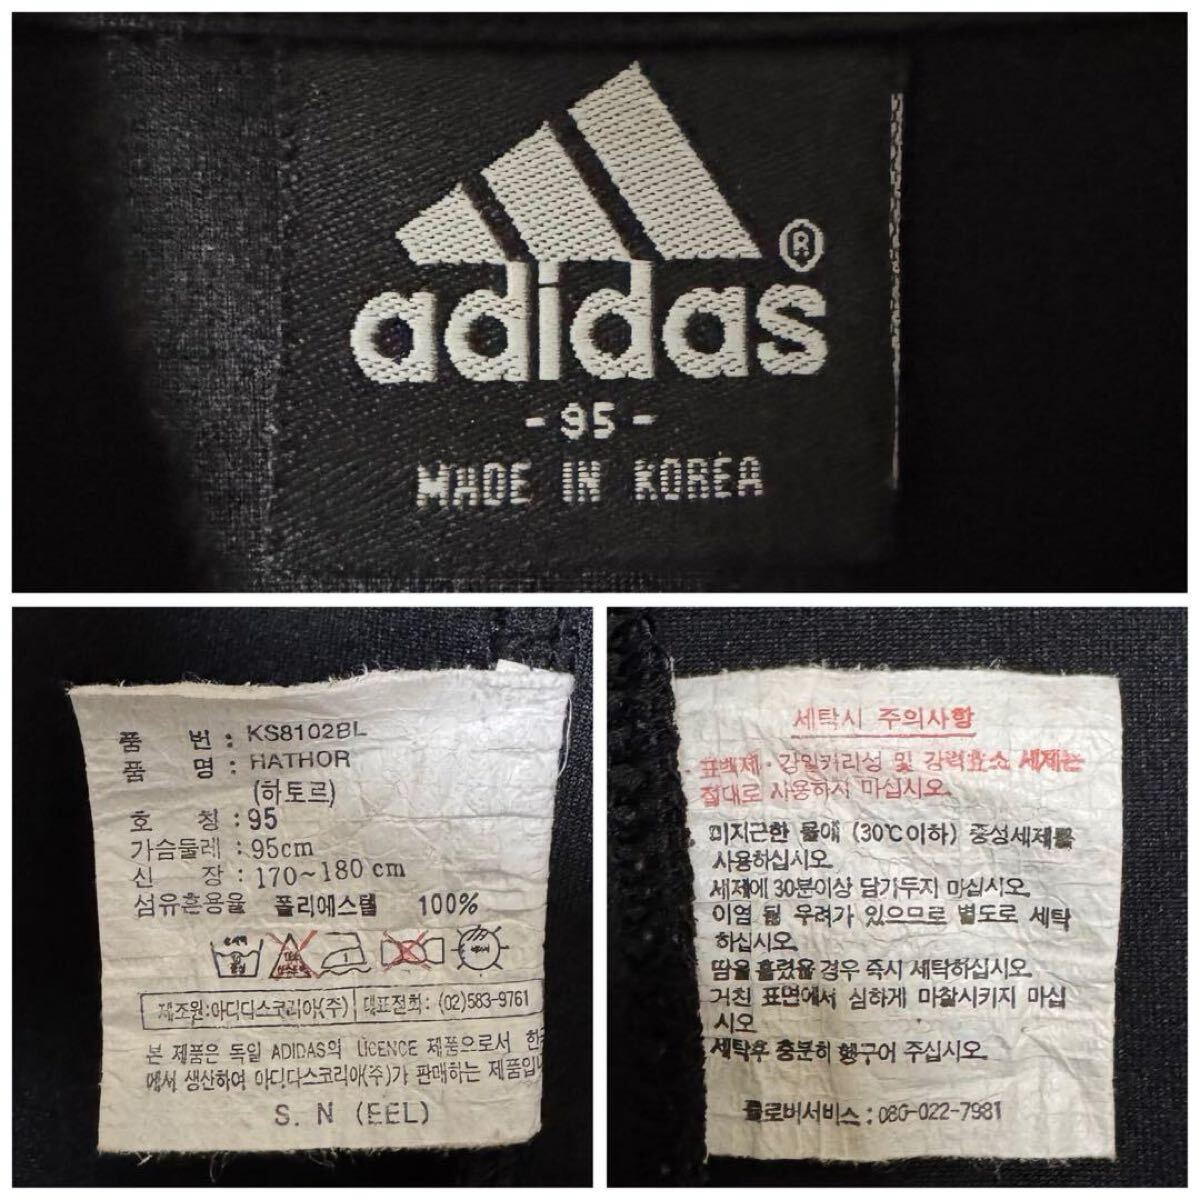 adidas ®
- 95 -
MADE IN KOREA
품 번 : KS8102BL
품 명 : HATHOR
(하토르)
호 칭 : 95
가슴둘레 : 95cm
신 장 : 170~180 cm
섬유혼용율 폴리에스텔 100%
제조원:아디다스코리아(주) 대표전화 : (02)583-9761
본 제품은 독일 ADIDAS의 LICENCE 제품으로서 한국
에서 생산하여 아디다스코리아(주)가 판매하는 제품입니
S. N (EEL)
세탁시 주의사항
표백제·강알카리성 및 강력효소 세제는
절대로 사용하지 마십시오.
미지근한 물에 (30℃이하) 중성세제를
사용하십시오.
세제에 30분이상 담가두지 마십시오.
이염 될 우려가 있으므로 별도로 세탁
하십시오.
땀을 흘렸을 경우 즉시 세탁하십시오.
거친 표면에서 심하게 마찰시키지 마십
시오
세탁후 충분히 헹구어 주십시오.
클로버서비스 : 080-022-7981